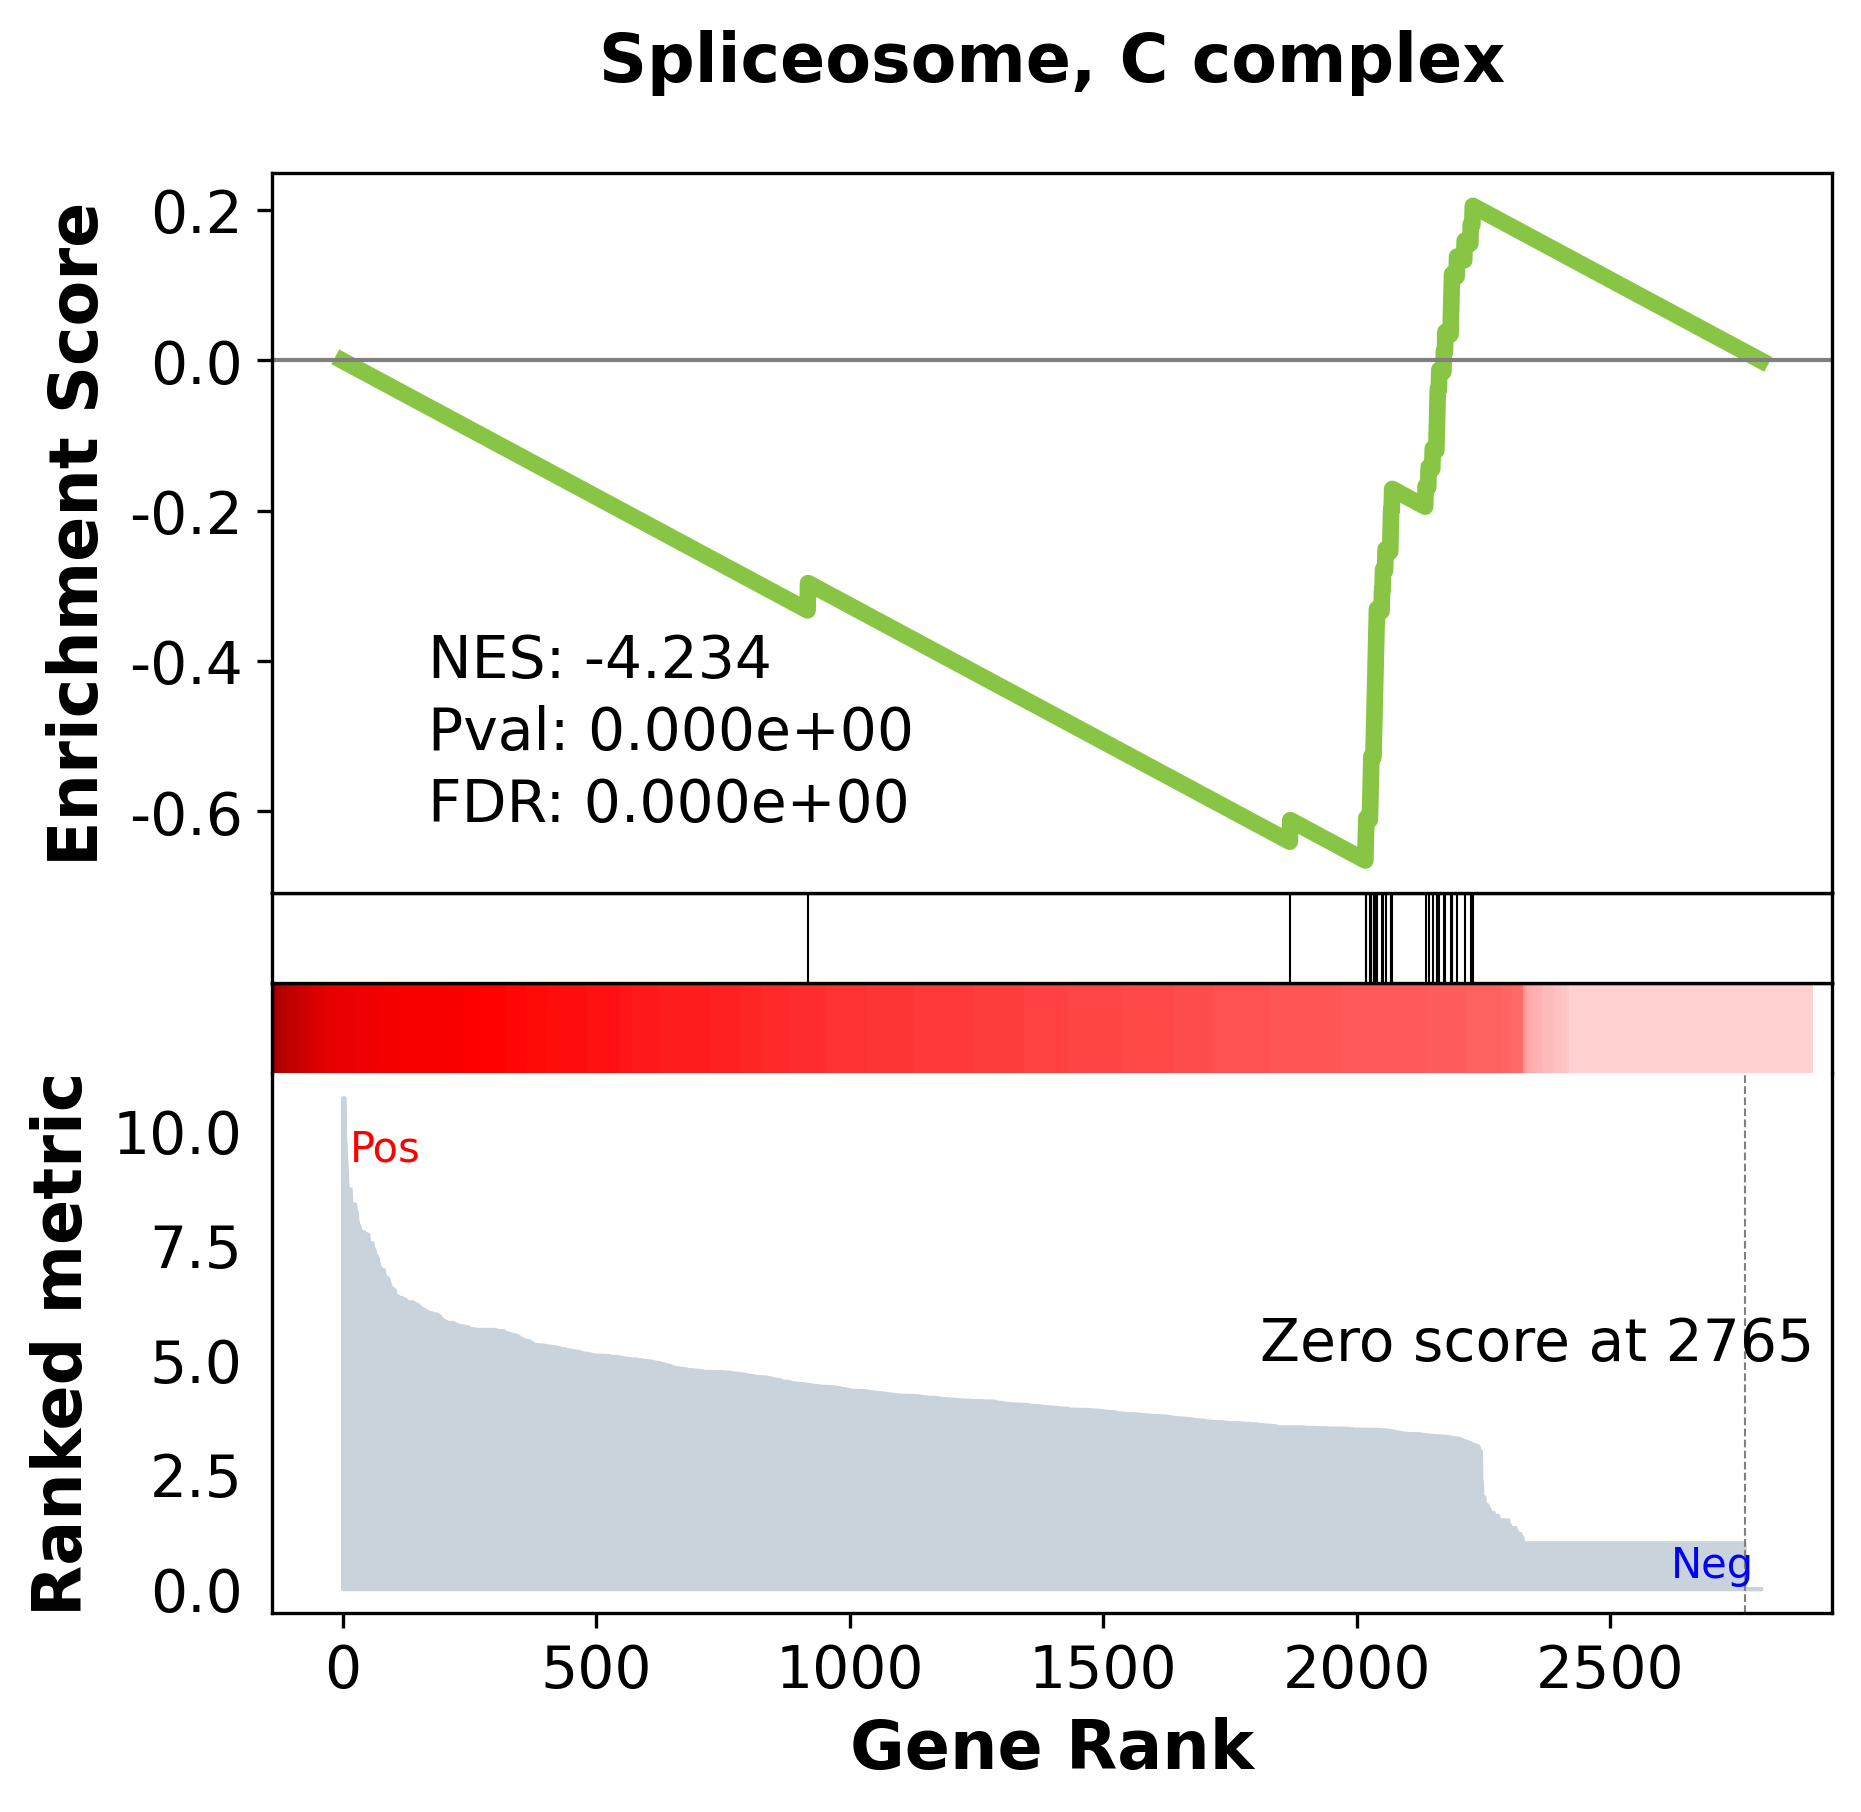 Spliceosome, C complex
Enrichment Score
0.2
0.0
-0.2
-0.4
-0.6
NES: -4.234
Pval: 0.000e+00
FDR: 0.000e+00
Ranked metric
10.0
7.5
5.0
2.5
0.0
Pos
Zero score at 2765
Neg
0 500 1000 1500 2000 2500
Gene Rank